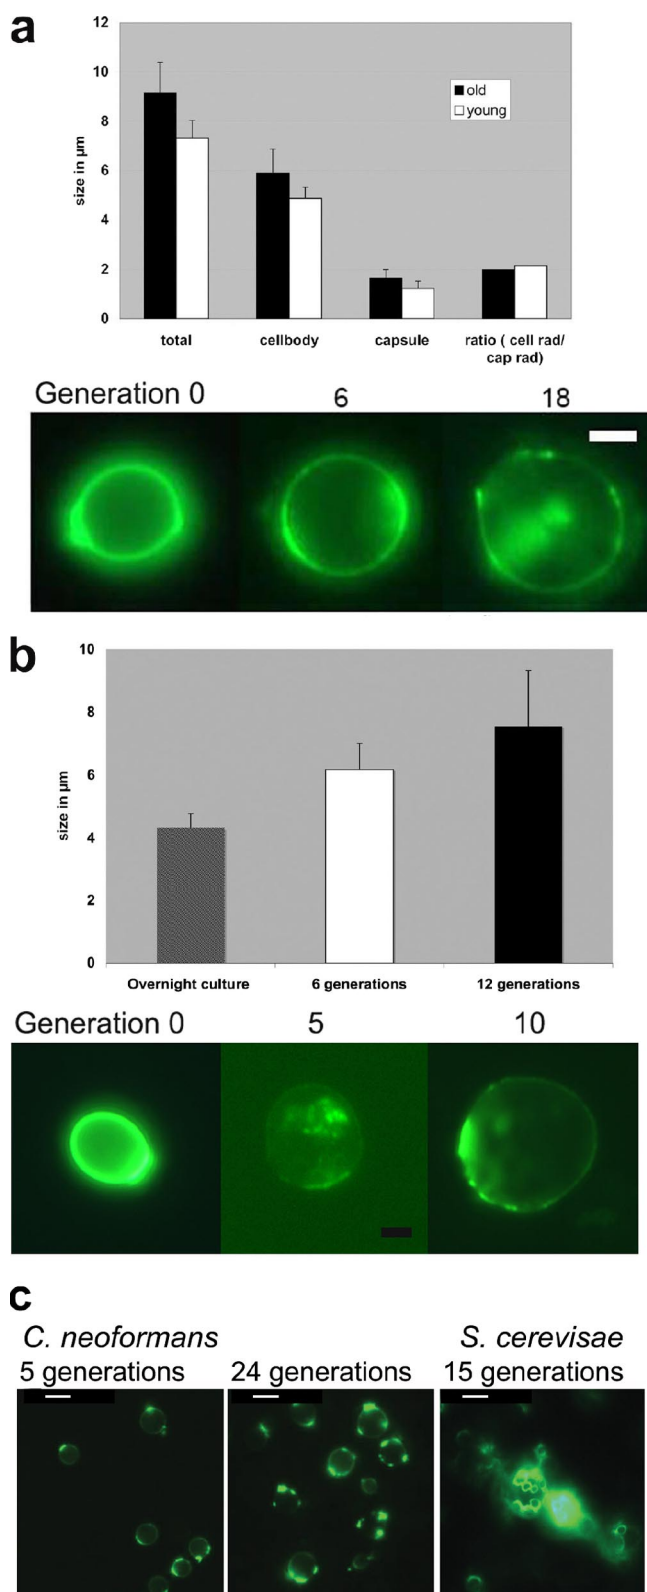 a
12
10
8
6
4
2
0
size in µm
old
young
total
cellbody
capsule
ratio ( cell rad/
cap rad)
Generation 0
6
18
b
10
8
6
4
2
0
size in µm
Overnight culture
6 generations
12 generations
Generation 0
5
10
c
C. neoformans
S. cerevisae
5 generations
24 generations
15 generations